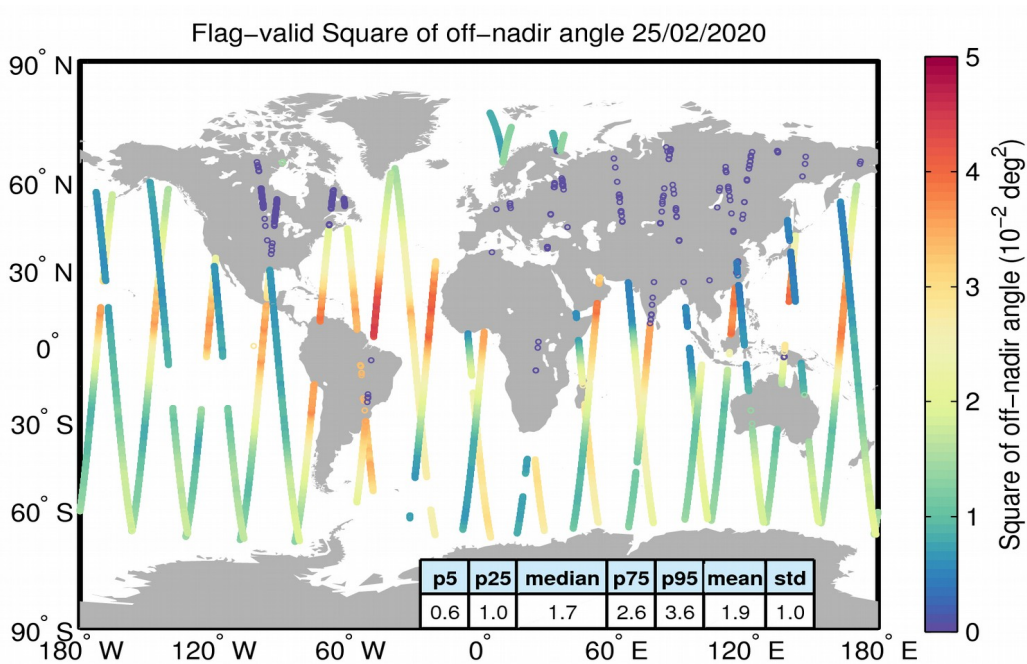 Flag-valid Square of off-nadir angle 25/02/2020
90° N
60° N
30° N
0°
30° S
60° S
90° S
180° W
120° W
60° W
0°
60° E
120° E
180° E
p5 p25 median p75 p95 mean std
0.6 1.0 1.7 2.6 3.6 1.9 1.0
5
4
3
2
1
0
Square of off-nadir angle (10⁻² deg²)